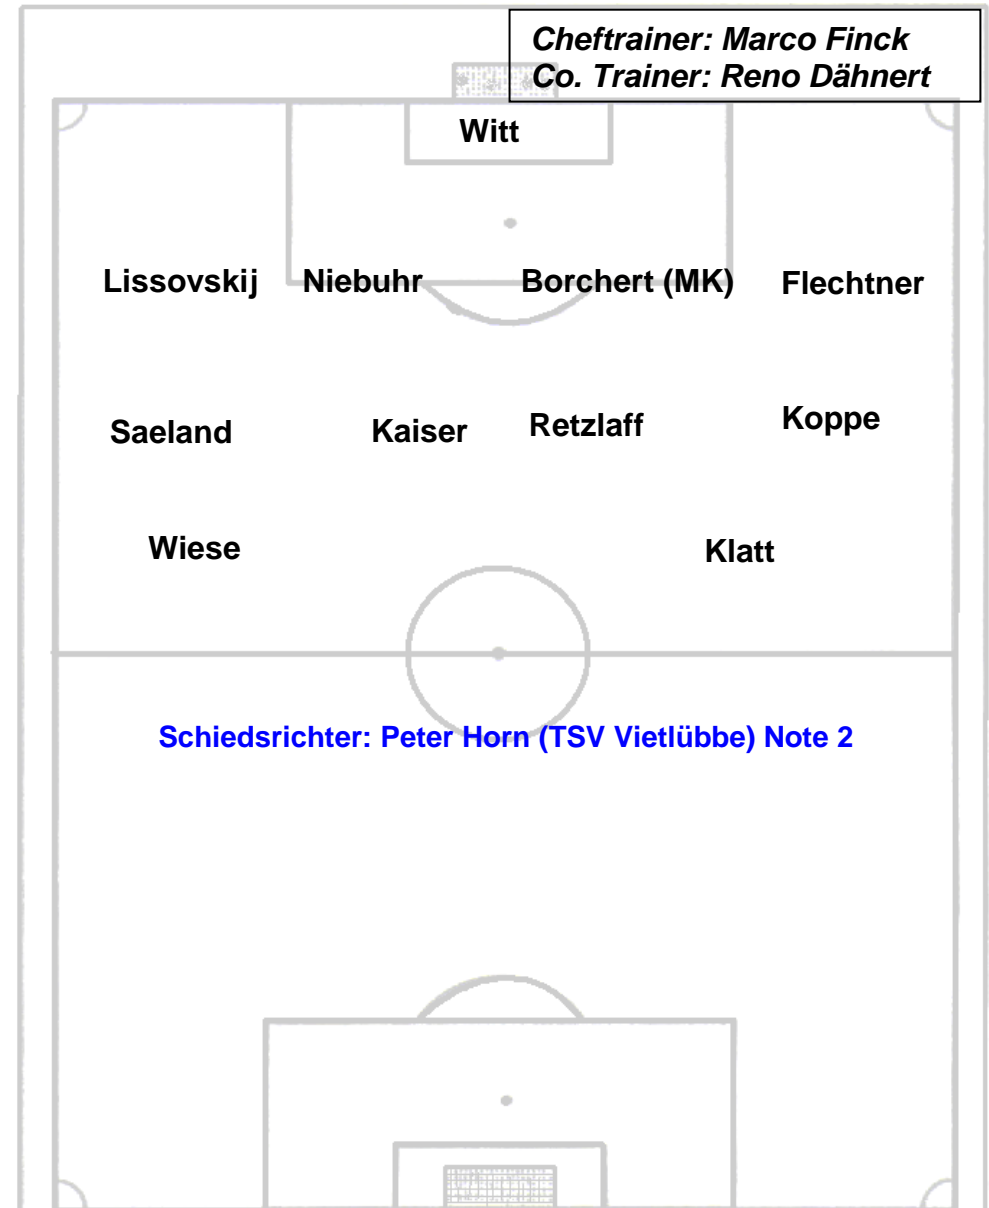 Cheftrainer: Marco Finck
Co. Trainer: Reno Dähnert
Witt
Lissovskij Niebuhr Borchert (MK) Flechtner
Saeland Kaiser Retzlaff Koppe
Wiese Klatt
Schiedsrichter: Peter Horn (TSV Vietlübbe) Note 2